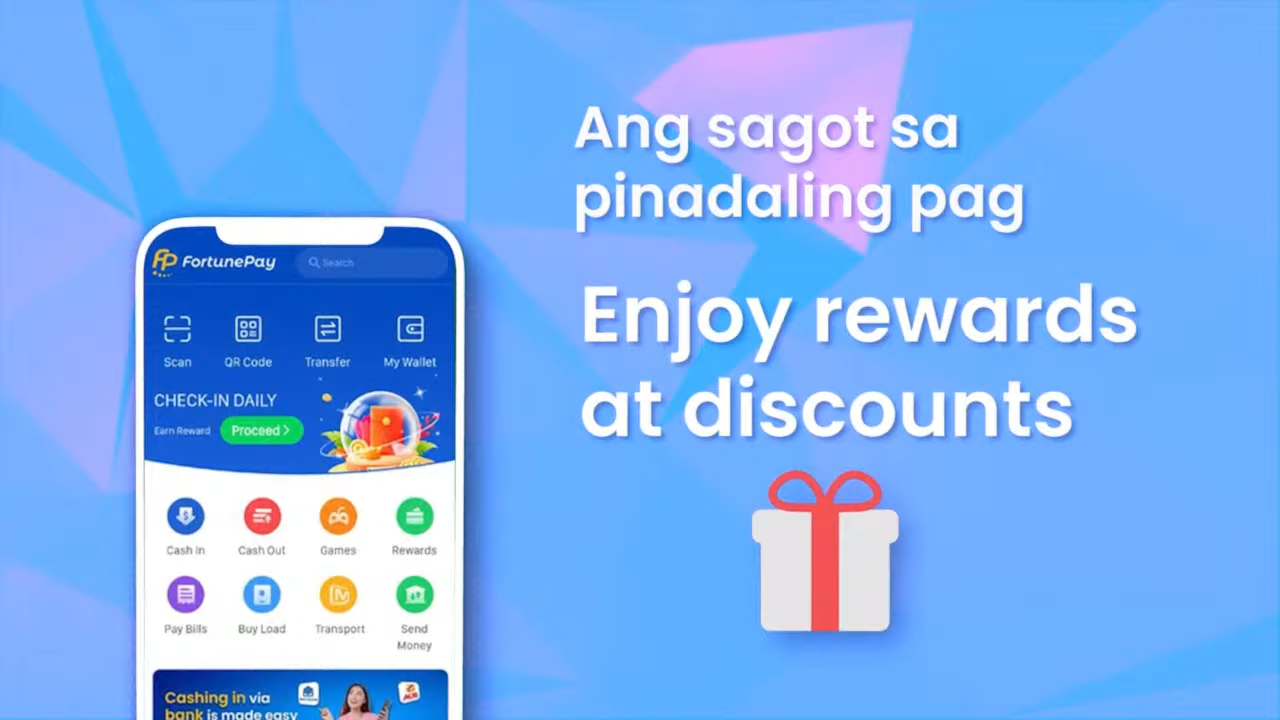 Ang sagot sa
pinadaling pag
Enjoy rewards
at discounts
FP FortunePay Search
Scan QR Code Transfer My Wallet
CHECK-IN DAILY
Earn Reward Proceed >
Cash In Cash Out Games Rewards
Pay Bills Buy Load Transport Send
Money
Cashing in via
bank is made easy